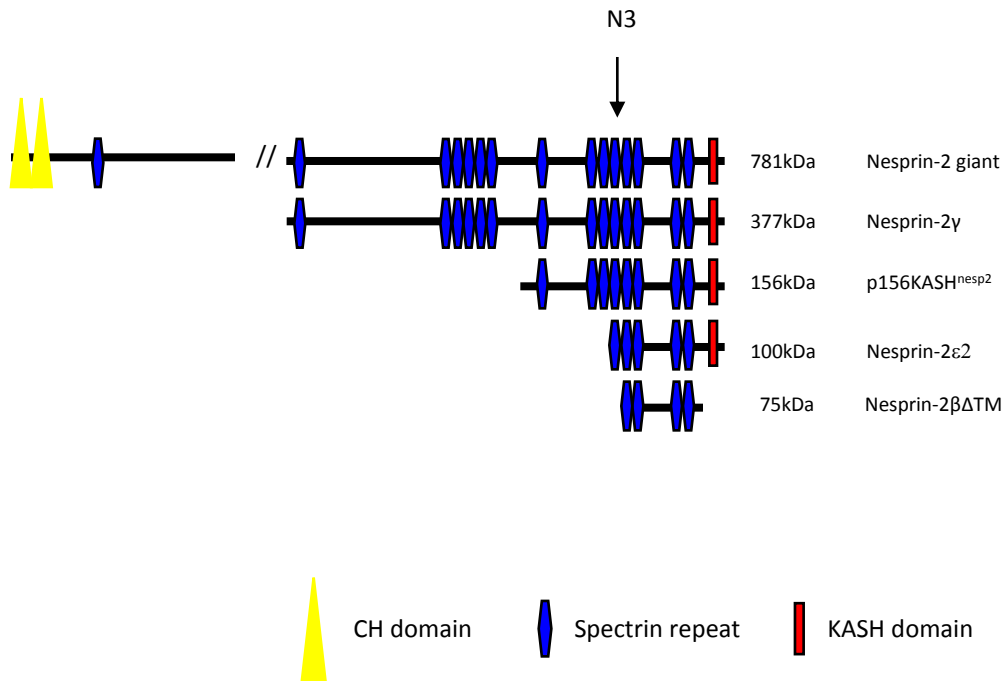 N3
//
781kDa Nesprin-2 giant
377kDa Nesprin-2γ
156kDa p156KASHⁿᵉˢᵖ²
100kDa Nesprin-2ε2
75kDa Nesprin-2βΔTM
CH domain Spectrin repeat KASH domain